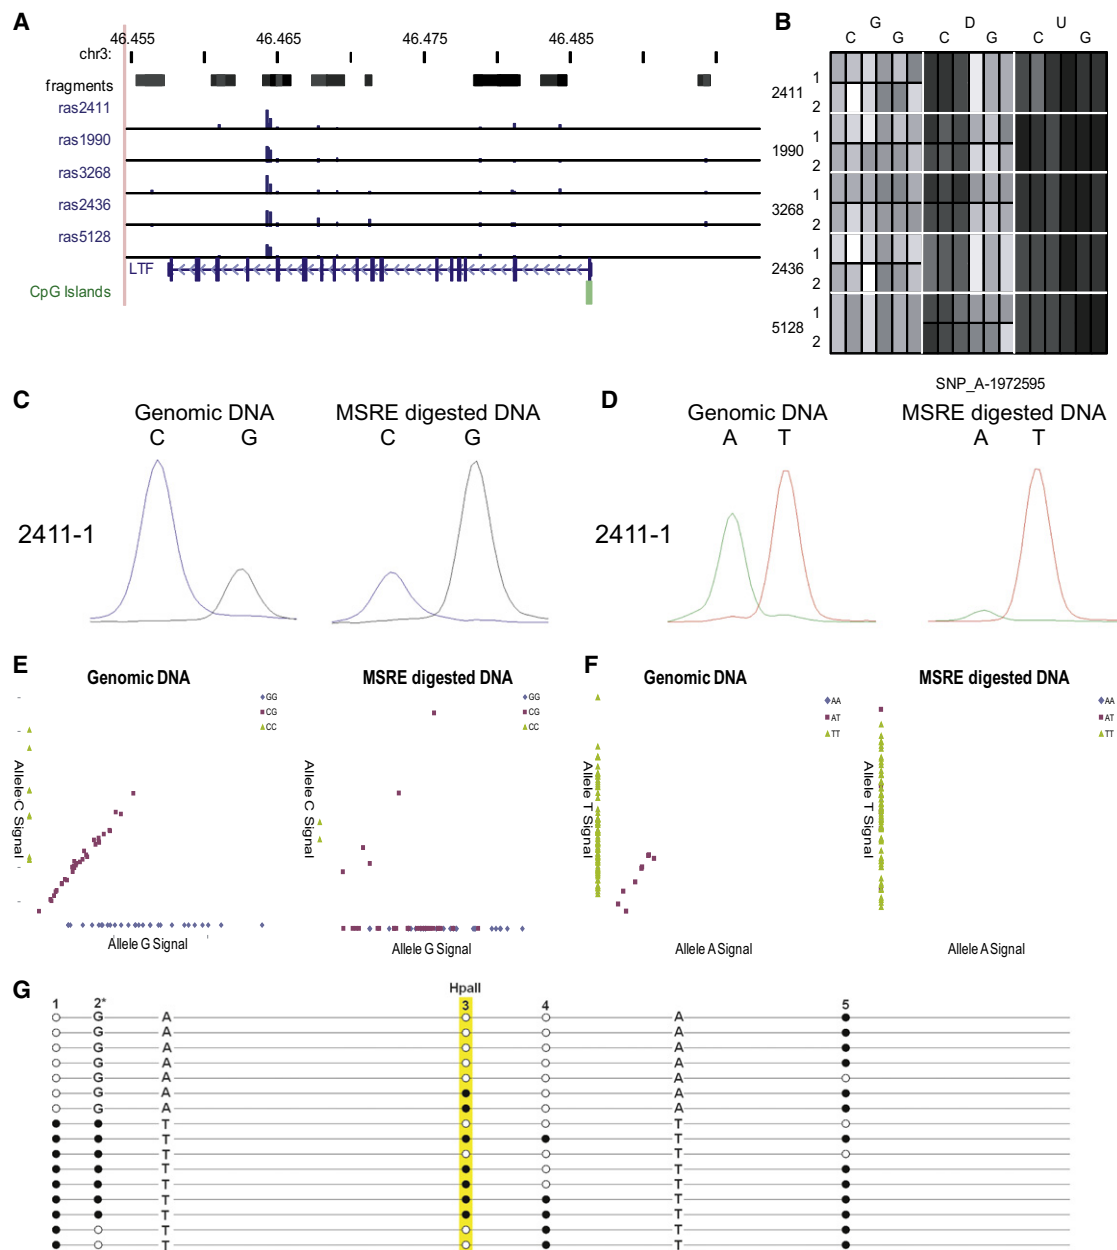 A
46.455 46.465 46.475 46.485
chr3:
fragments
ras2411
ras1990
ras3268
ras2436
ras5128
LTF
CpG Islands
B
G D U
C G C G C G
2411 1 2
1990 1 2
3268 1 2
2436 1 2
5128 1 2
SNP_A-1972595
C
Genomic DNA MSRE digested DNA
C G C G
2411-1
D
Genomic DNA MSRE digested DNA
A T A T
2411-1
E
Genomic DNA
GG
CG
CC
Allele C Signal
Allele G Signal
MSRE digested DNA
GG
CG
CC
Allele C Signal
Allele G Signal
F
Genomic DNA
AA
AT
TT
Allele T Signal
Allele A Signal
MSRE digested DNA
AA
AT
TT
Allele T Signal
Allele A Signal
G
HpaII
1 2* 3 4 5
G A A
G A A
G A A
G A A
G A A
G A A
G A A
T T
T T
T T
T T
T T
T T
T T
T T
T T